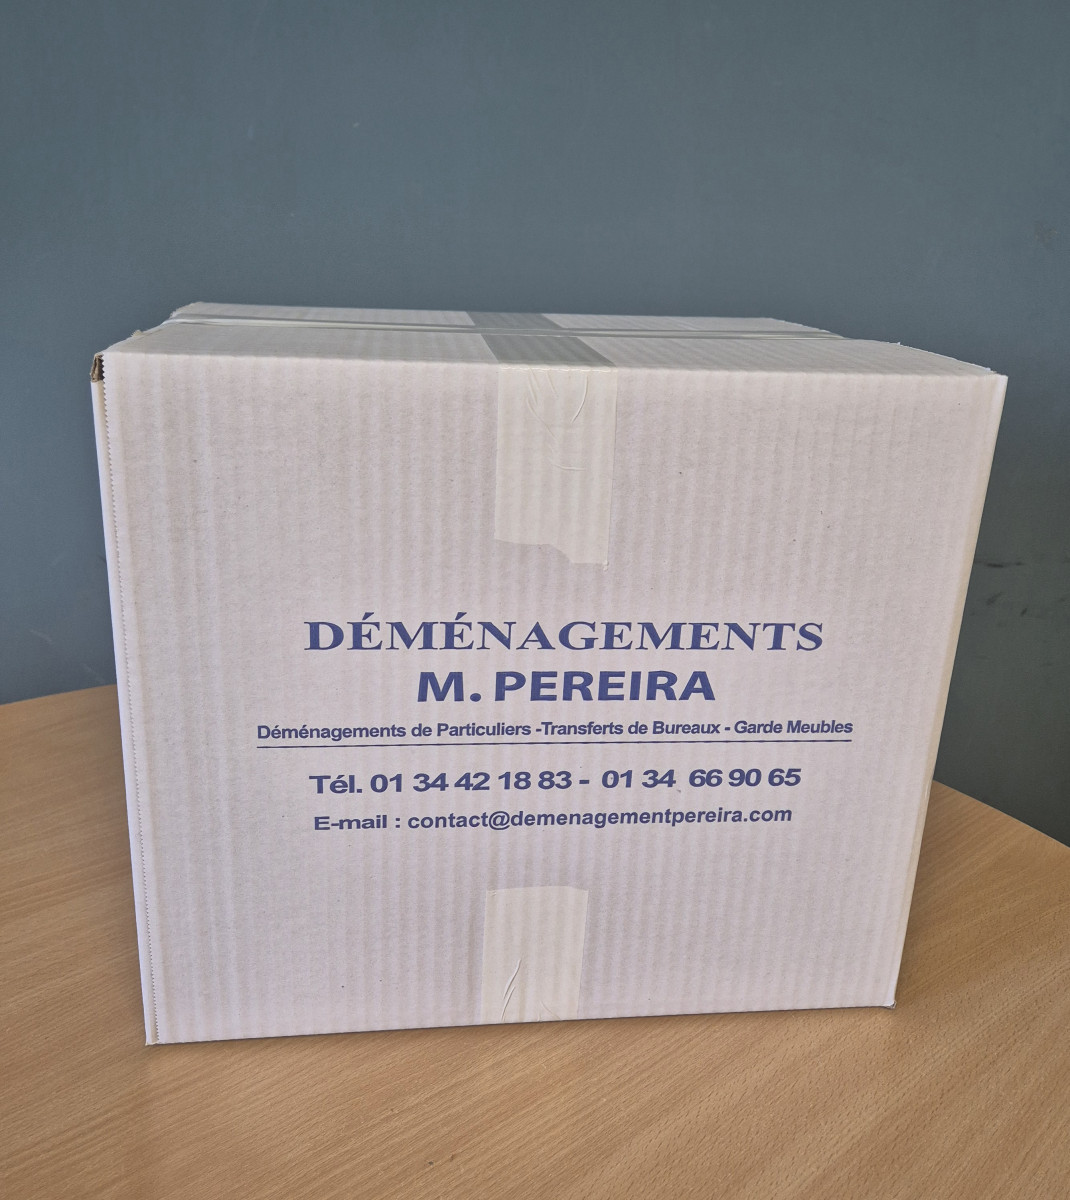 DÉMÉNAGEMENTS
M. PEREIRA
Déménagements de Particuliers -Transferts de Bureaux - Garde Meubles
Tél. 01 34 42 18 83 - 01 34 66 90 65
E-mail : contact@demenagementpereira.com